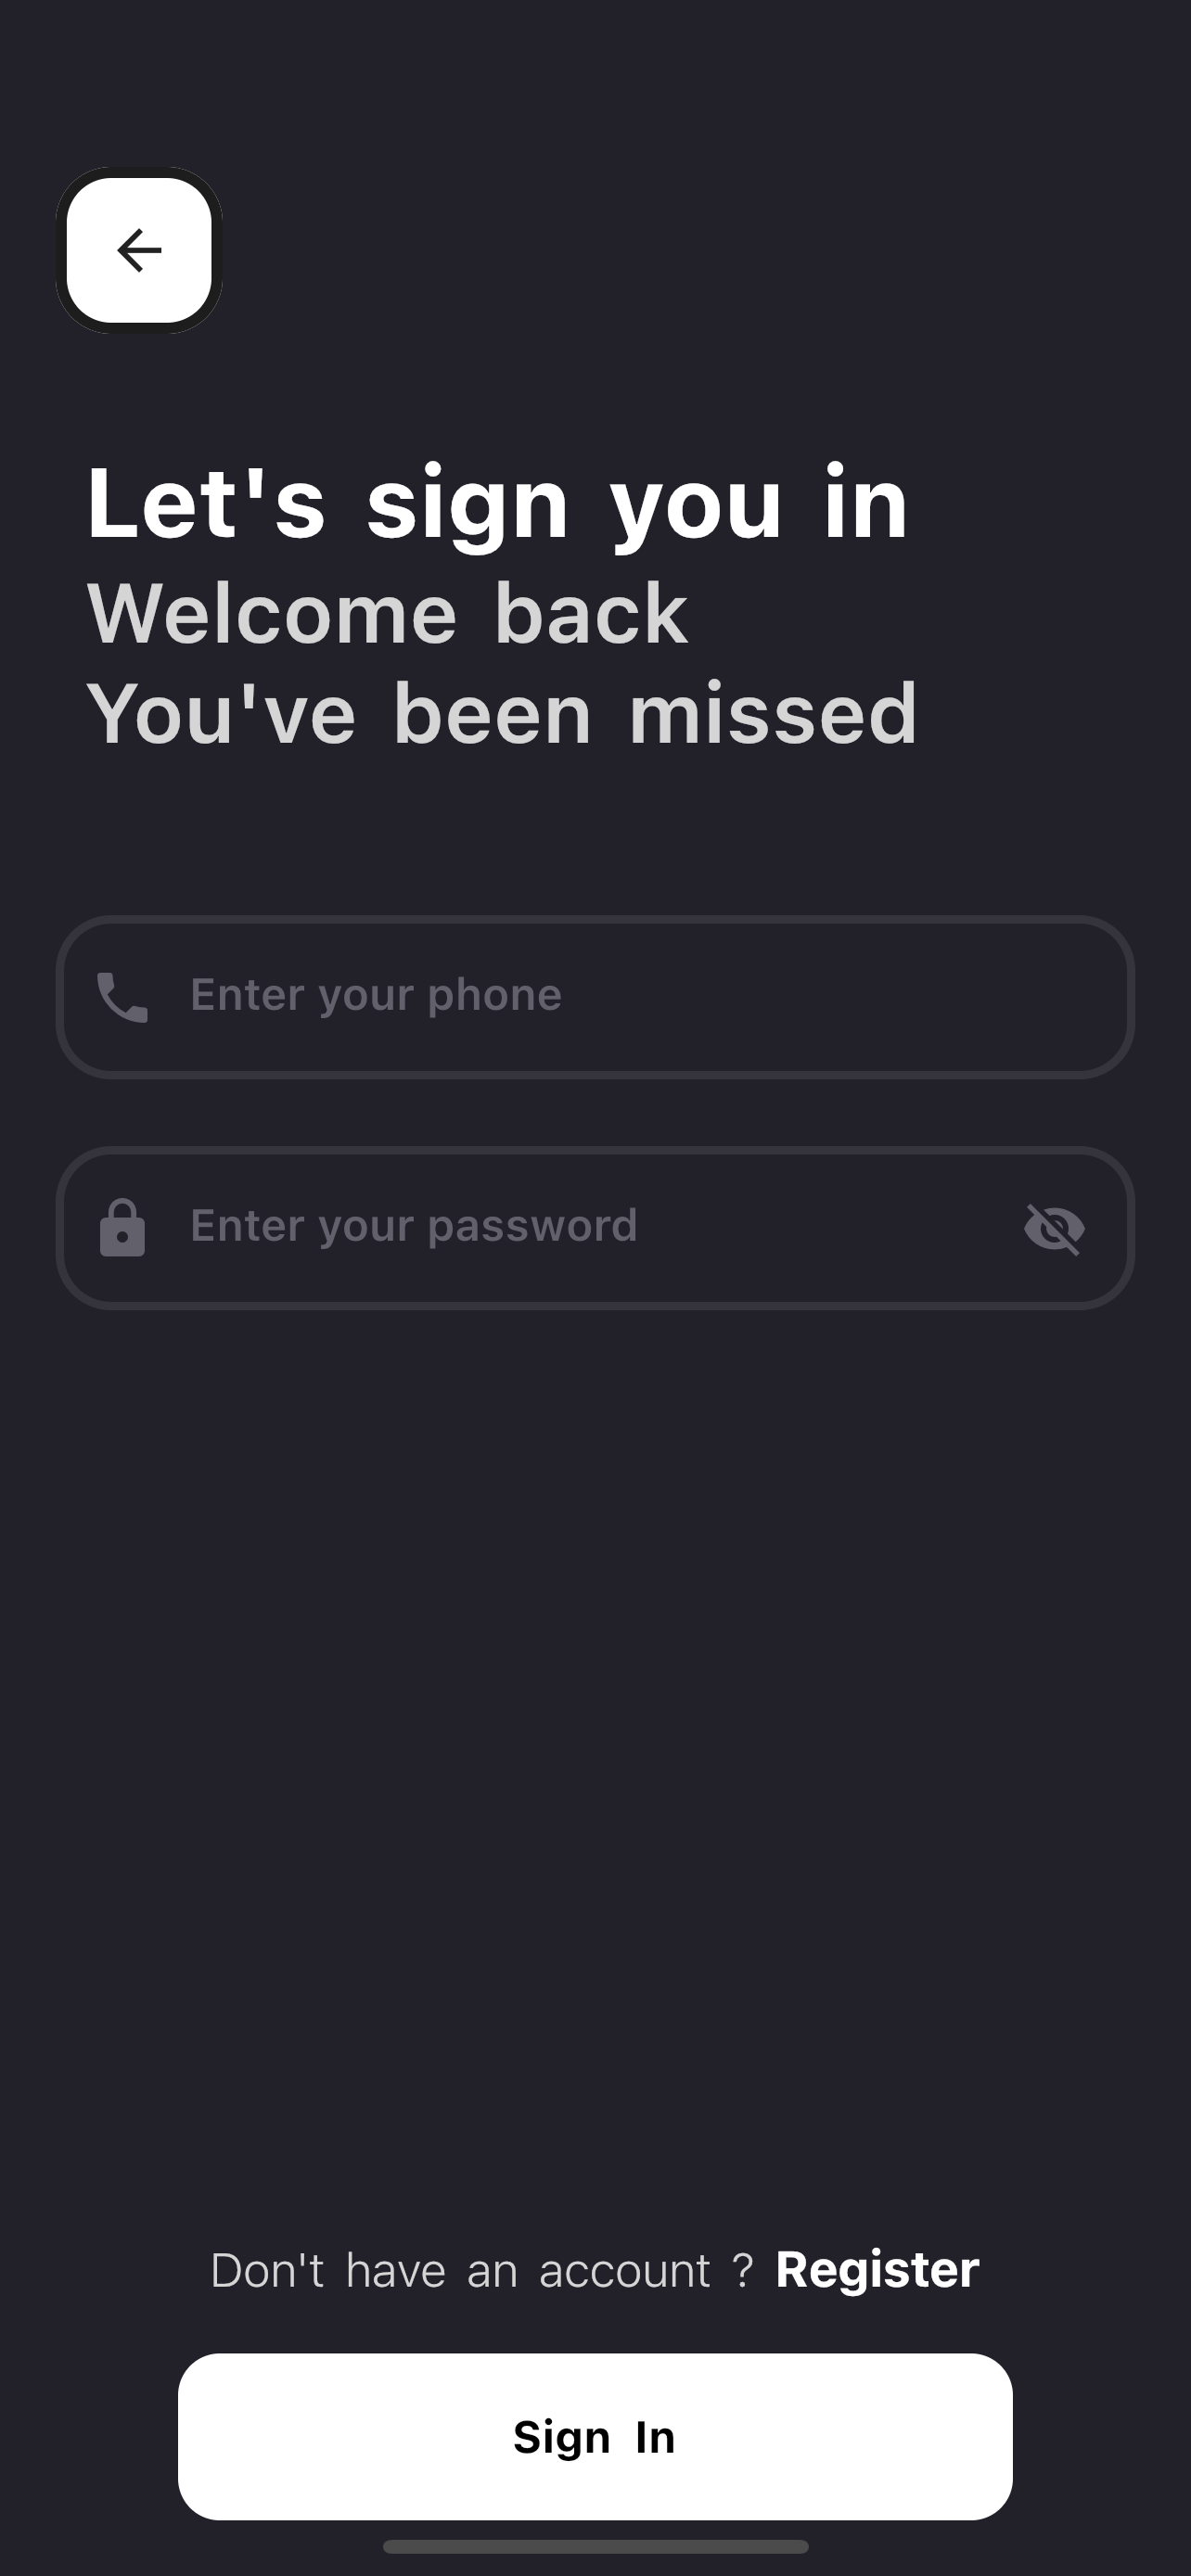 Let's sign you in
Welcome back
You've been missed
Enter your phone
Enter your password
Don't have an account ? Register
Sign In